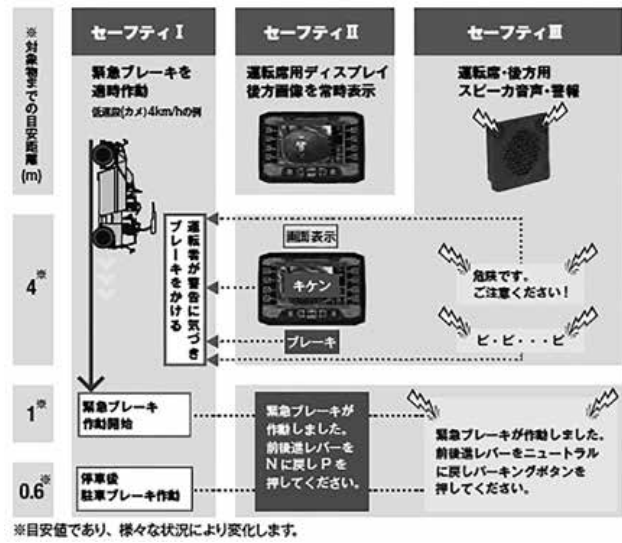 ※対象物までの目安距離(m)
セーフティⅠ
緊急ブレーキを
適時作動
低速段(カメ)4km/hの例
セーフティⅡ
運転席用ディスプレイ
後方画像を常時表示
セーフティⅢ
運転席・後方用
スピーカ音声・警報
4※
運転者が警告に気づき
ブレーキをかける
画面表示
キケン
ブレーキ
危険です。
ご注意ください!
ピ・ピ・・・ピ
1※
緊急ブレーキ
作動開始
緊急ブレーキが
作動しました。
前後進レバーを
Nに戻しPを
押してください。
緊急ブレーキが作動しました。
前後進レバーをニュートラル
に戻しパーキングボタンを
押してください。
0.6※
停車後
駐車ブレーキ作動
※目安値であり、様々な状況により変化します。